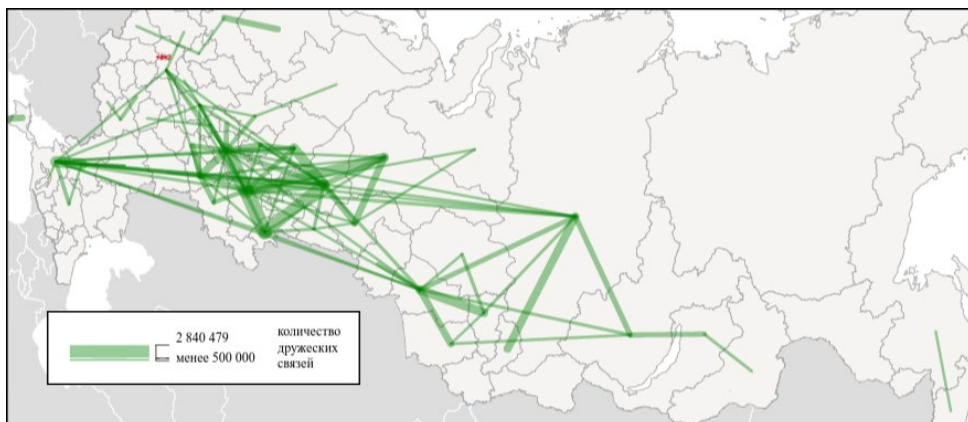 2 840 479
менее 500 000
количество
дружеских
связей